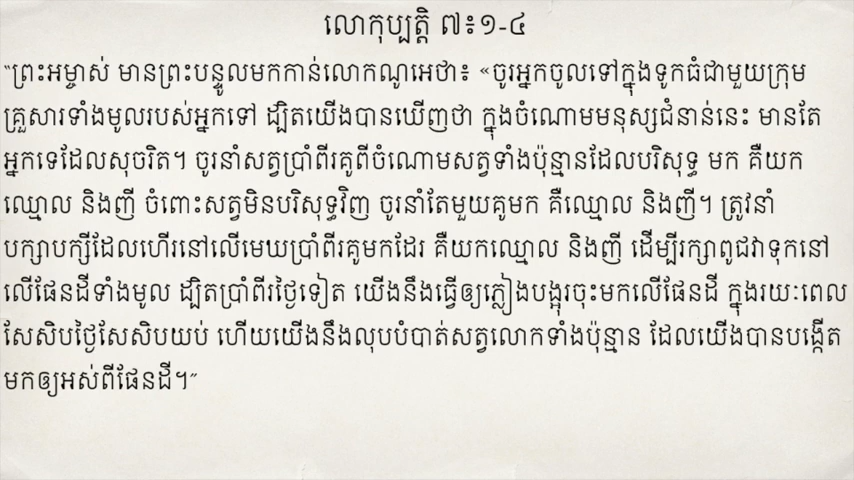 លោកុប្បត្តិ ៧៖១-៤
“ព្រះអម្ចាស់ មានព្រះបន្ទូលមកកាន់លោកណូអេថា៖ «ចូរអ្នកចូលទៅក្នុងទូកធំជាមួយក្រុម
គ្រួសារទាំងមូលរបស់អ្នកទៅ ដ្បិតយើងបានឃើញថា ក្នុងចំណោមមនុស្សជំនាន់នេះ មានតែ
អ្នកទេដែលសុចរិត។ ចូរនាំសត្វប្រាំពីរគូពីចំណោមសត្វទាំងប៉ុន្មានដែលបរិសុទ្ធ មក គឺយក
ឈ្មោល និងញី ចំពោះសត្វមិនបរិសុទ្ធវិញ ចូរនាំតែមួយគូមក គឺឈ្មោល និងញី។ ត្រូវនាំ
បក្សាបក្សីដែលហើរនៅលើមេឃប្រាំពីរគូមកដែរ គឺយកឈ្មោល និងញី ដើម្បីរក្សាពូជវាទុកនៅ
លើផែនដីទាំងមូល ដ្បិតប្រាំពីរថ្ងៃទៀត យើងនឹងធ្វើឲ្យភ្លៀងបង្អុរចុះមកលើផែនដី ក្នុងរយៈពេល
សែសិបថ្ងៃសែសិបយប់ ហើយយើងនឹងលុបបំបាត់សត្វលោកទាំងប៉ុន្មាន ដែលយើងបានបង្កើត
មកឲ្យអស់ពីផែនដី។”